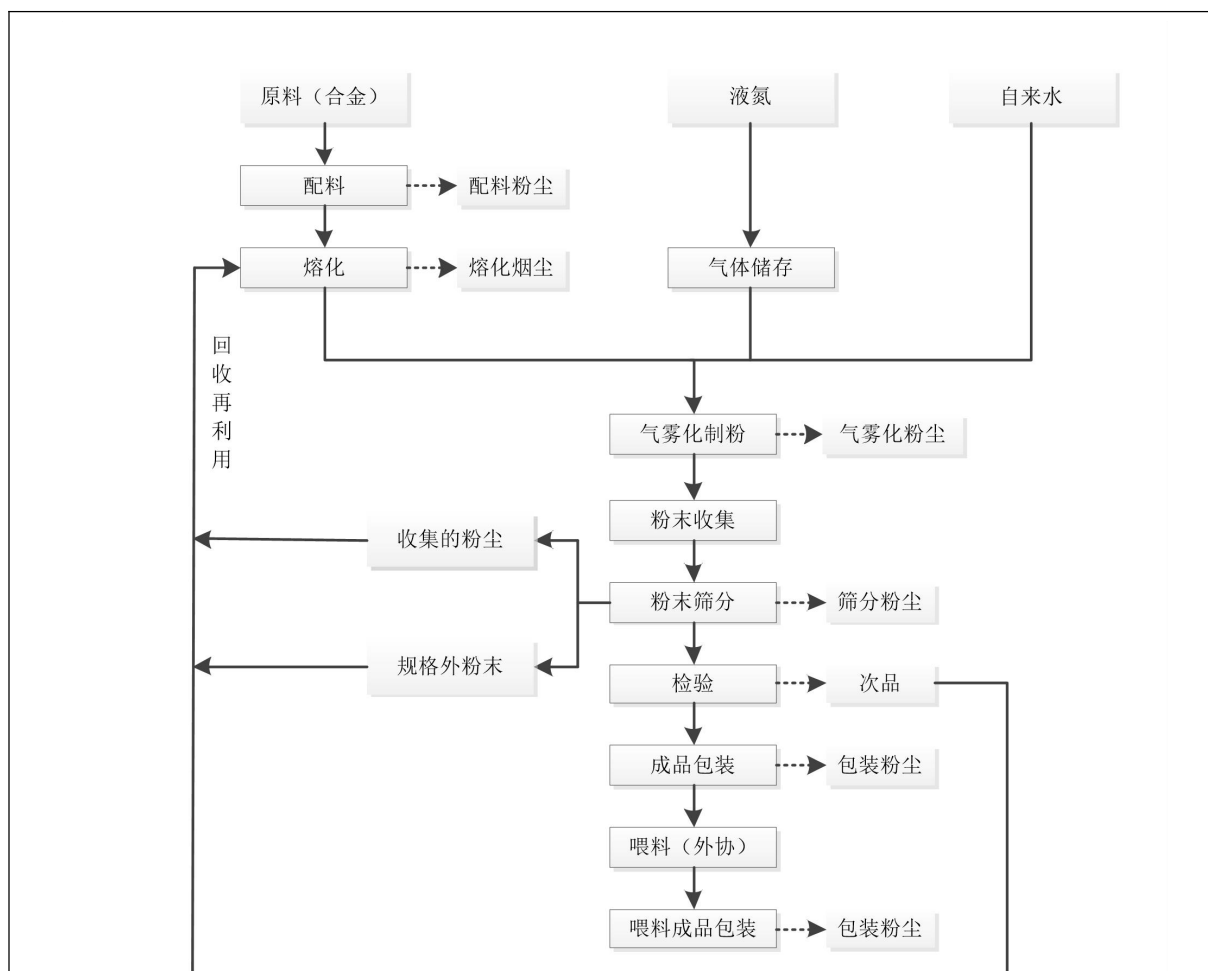 原料（合金）
液氮
自来水
配料
配料粉尘
熔化
熔化烟尘
气体储存
回收再利用
气雾化制粉
气雾化粉尘
粉末收集
收集的粉尘
粉末筛分
筛分粉尘
规格外粉末
检验
次品
成品包装
包装粉尘
喂料（外协）
喂料成品包装
包装粉尘